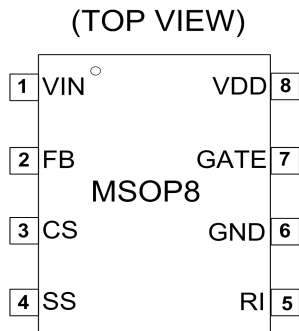 (TOP VIEW)
1 VIN VDD 8
2 FB GATE 7
MSOP8
3 CS GND 6
4 SS RI 5